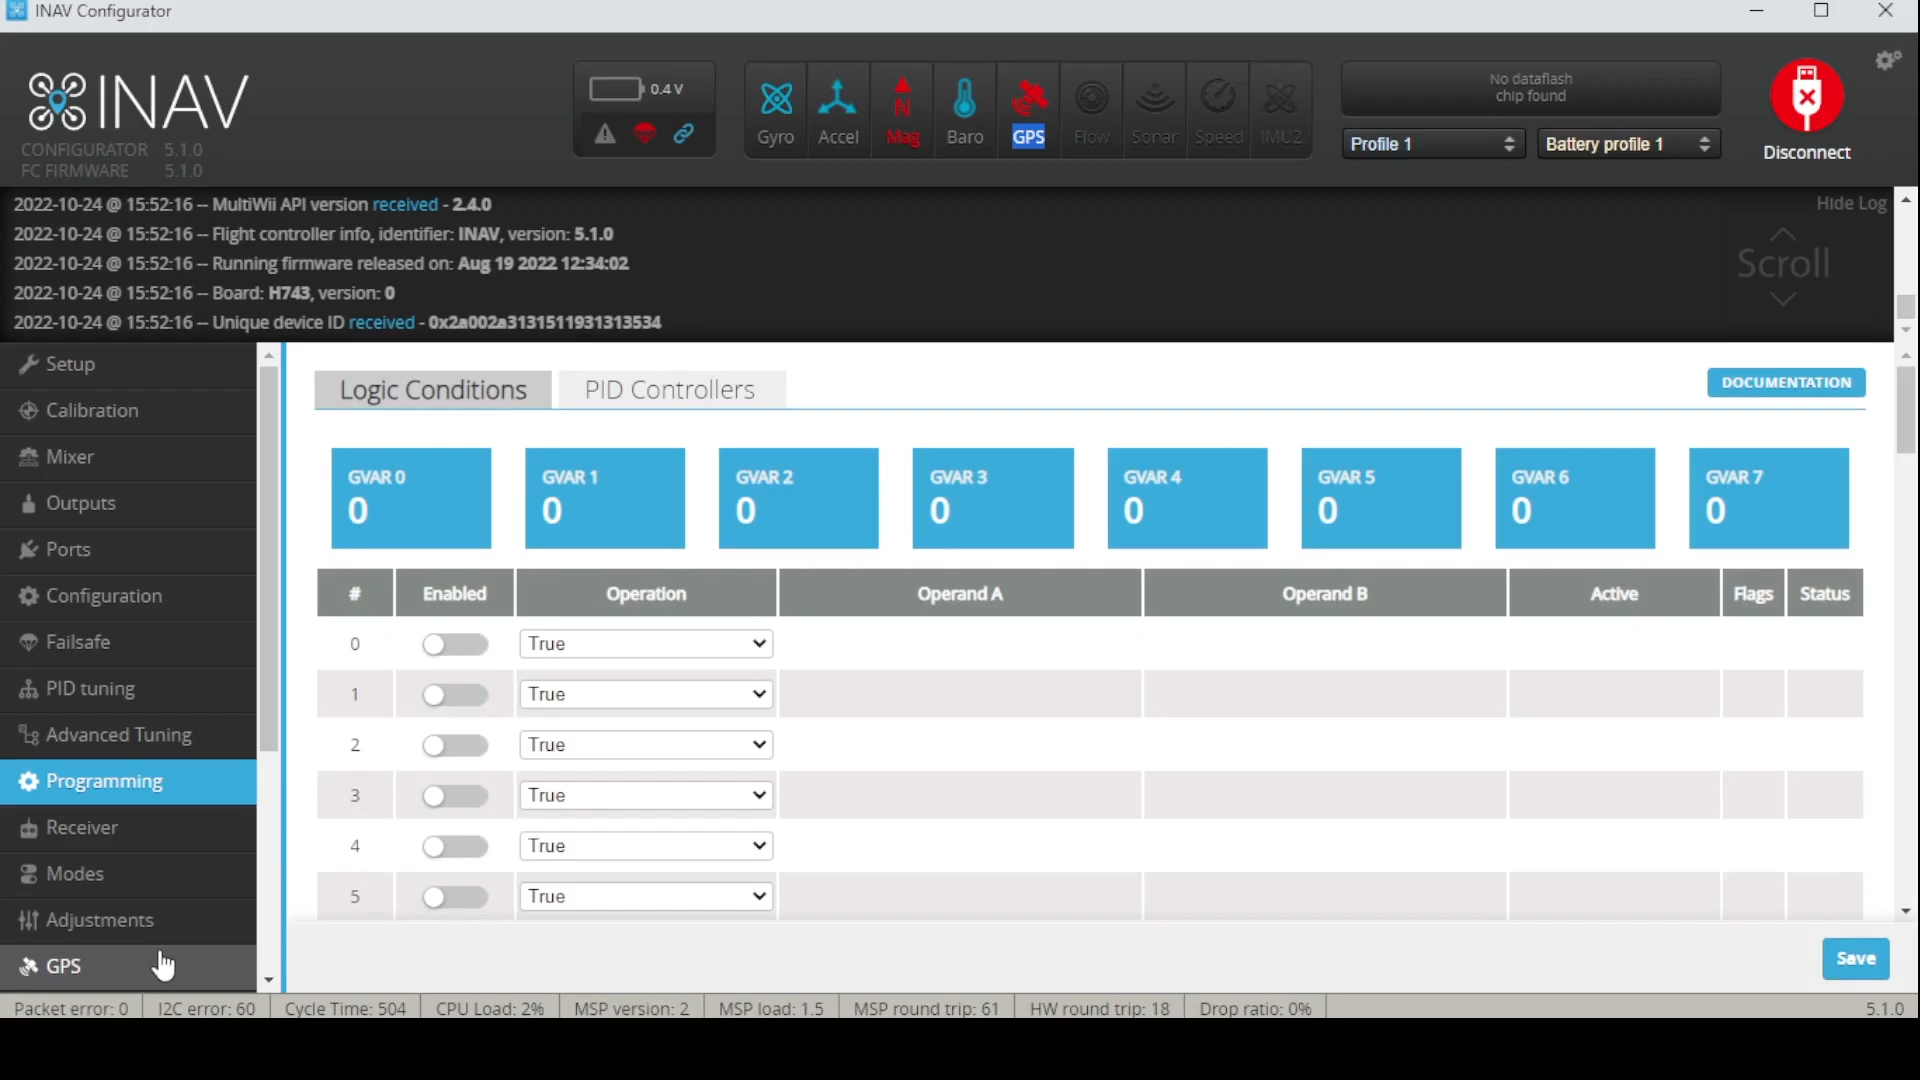 INAV Configurator
INAV
CONFIGURATOR 5.1.0
FC FIRMWARE 5.1.0
0.4 V
Gyro Accel Mag Baro GPS Flow Sonar Speed IMU2
No dataflash
chip found
Profile 1 Battery profile 1
Disconnect
2022-10-24 @ 15:52:16 -- MultiWii API version received - 2.4.0
2022-10-24 @ 15:52:16 -- Flight controller info, identifier: INAV, version: 5.1.0
2022-10-24 @ 15:52:16 -- Running firmware released on: Aug 19 2022 12:34:02
2022-10-24 @ 15:52:16 -- Board: H743, version: 0
2022-10-24 @ 15:52:16 -- Unique device ID received - 0x2a002a3131511931313534
Hide Log
Scroll
Setup
Calibration
Mixer
Outputs
Ports
Configuration
Failsafe
PID tuning
Advanced Tuning
Programming
Receiver
Modes
Adjustments
GPS
Logic Conditions PID Controllers
DOCUMENTATION
GVAR 0 GVAR 1 GVAR 2 GVAR 3 GVAR 4 GVAR 5 GVAR 6 GVAR 7
0 0 0 0 0 0 0 0
# Enabled Operation Operand A Operand B Active Flags Status
0 True
1 True
2 True
3 True
4 True
5 True
Save
Packet error: 0 I2C error: 60 Cycle Time: 504 CPU Load: 2% MSP version: 2 MSP load: 1.5 MSP round trip: 61 HW round trip: 18 Drop ratio: 0% 5.1.0